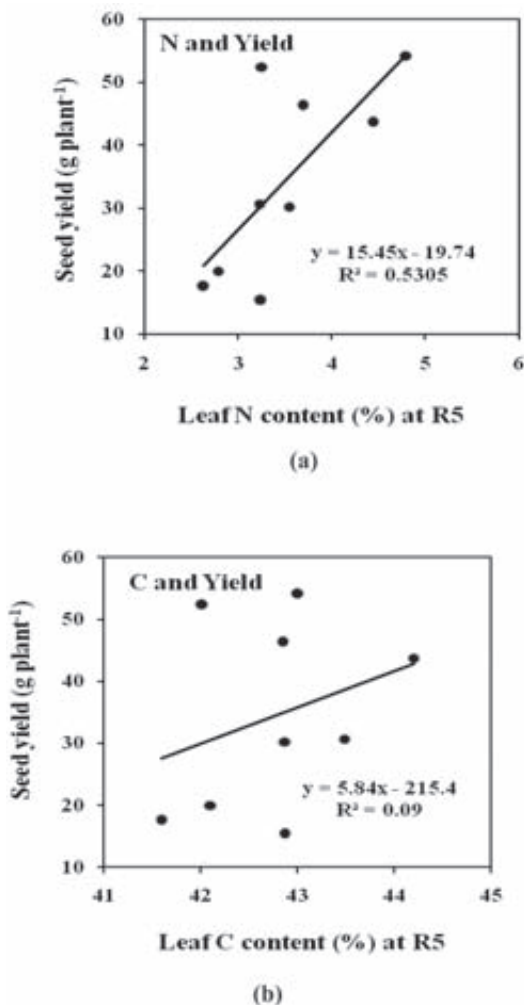 N and Yield
60
50
40
30
20
10
Seed yield (g plant⁻¹)
y = 15.45x - 19.74
R² = 0.5305
2 3 4 5 6
Leaf N content (%) at R5
(a)
C and Yield
60
50
40
30
20
10
Seed yield (g plant⁻¹)
y = 5.84x - 215.4
R² = 0.09
41 42 43 44 45
Leaf C content (%) at R5
(b)